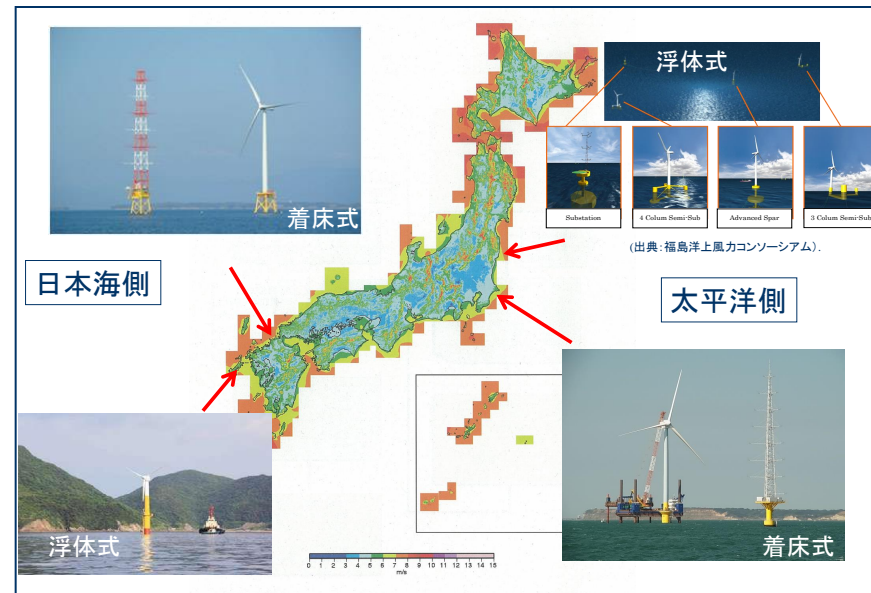 着床式
浮体式
Substation
4 Colum Semi-Sub
Advanced Spar
3 Colum Semi-Sub
(出典：福島洋上風力コンソーシアム).
日本海側
太平洋側
浮体式
着床式
0 1 2 3 4 5 6 7 8 9 10 11 12 13 14 15
m/s